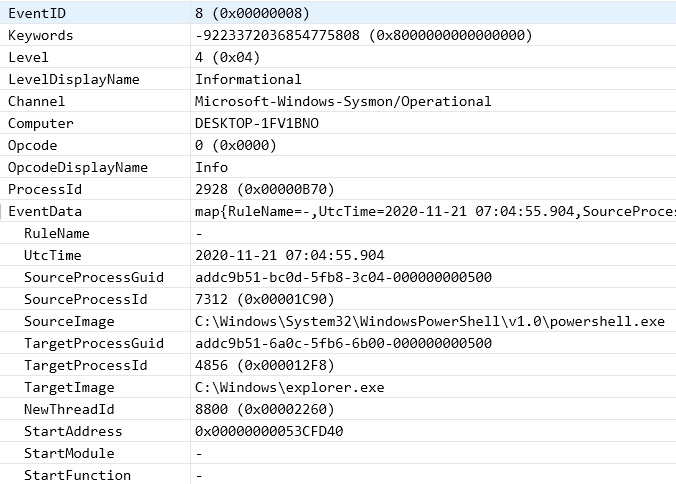 EventID 8 (0x00000008)
Keywords -9223372036854775808 (0x8000000000000000)
Level 4 (0x04)
LevelDisplayName Informational
Channel Microsoft-Windows-Sysmon/Operational
Computer DESKTOP-1FV1BNO
Opcode 0 (0x0000)
OpcodeDisplayName Info
ProcessId 2928 (0x00000B70)
EventData map{RuleName=-,UtcTime=2020-11-21 07:04:55.904,SourceProces
RuleName -
UtcTime 2020-11-21 07:04:55.904
SourceProcessGuid addc9b51-bc0d-5fb8-3c04-000000000500
SourceProcessId 7312 (0x00001C90)
SourceImage C:\Windows\System32\WindowsPowerShell\v1.0\powershell.exe
TargetProcessGuid addc9b51-6a0c-5fb6-6b00-000000000500
TargetProcessId 4856 (0x000012F8)
TargetImage C:\Windows\explorer.exe
NewThreadId 8800 (0x00002260)
StartAddress 0x00000000053CFD40
StartModule -
StartFunction -